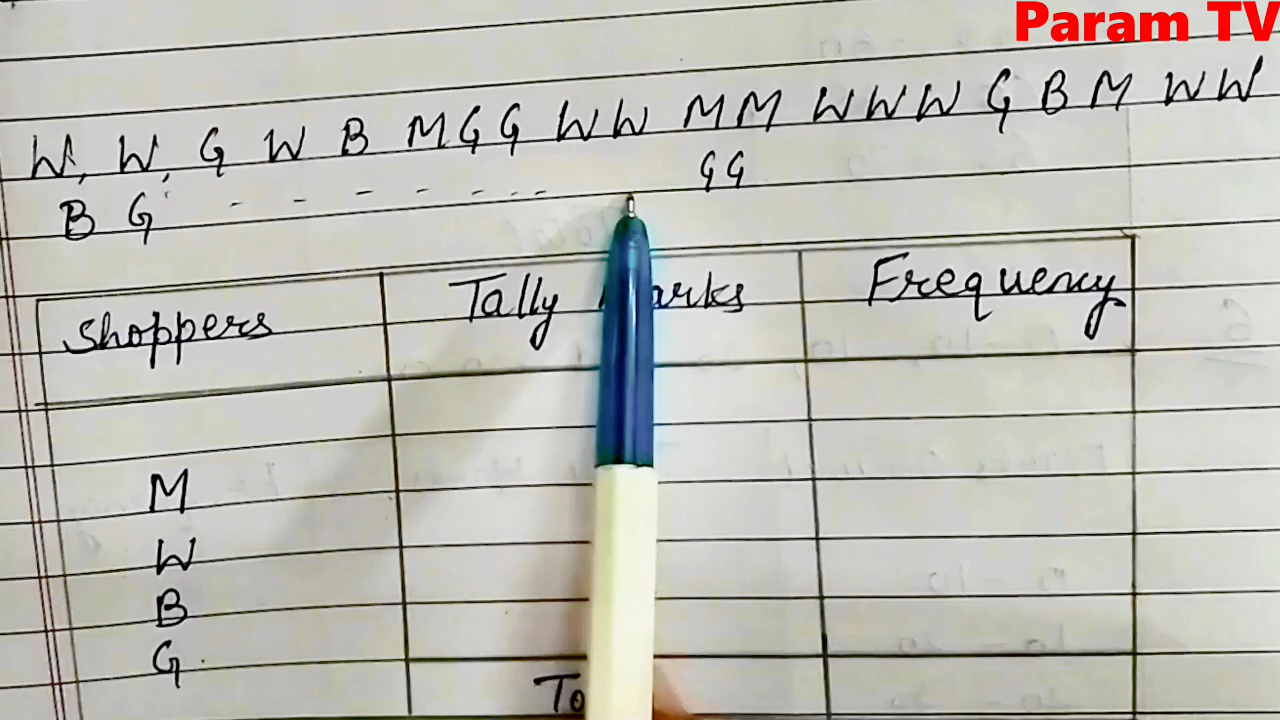 Param TV
W, W, G W B M G G W W M M W W W G B M W W
B G - - - - - - - G G
Shoppers Tally arks Frequency
M
W
B
G
To